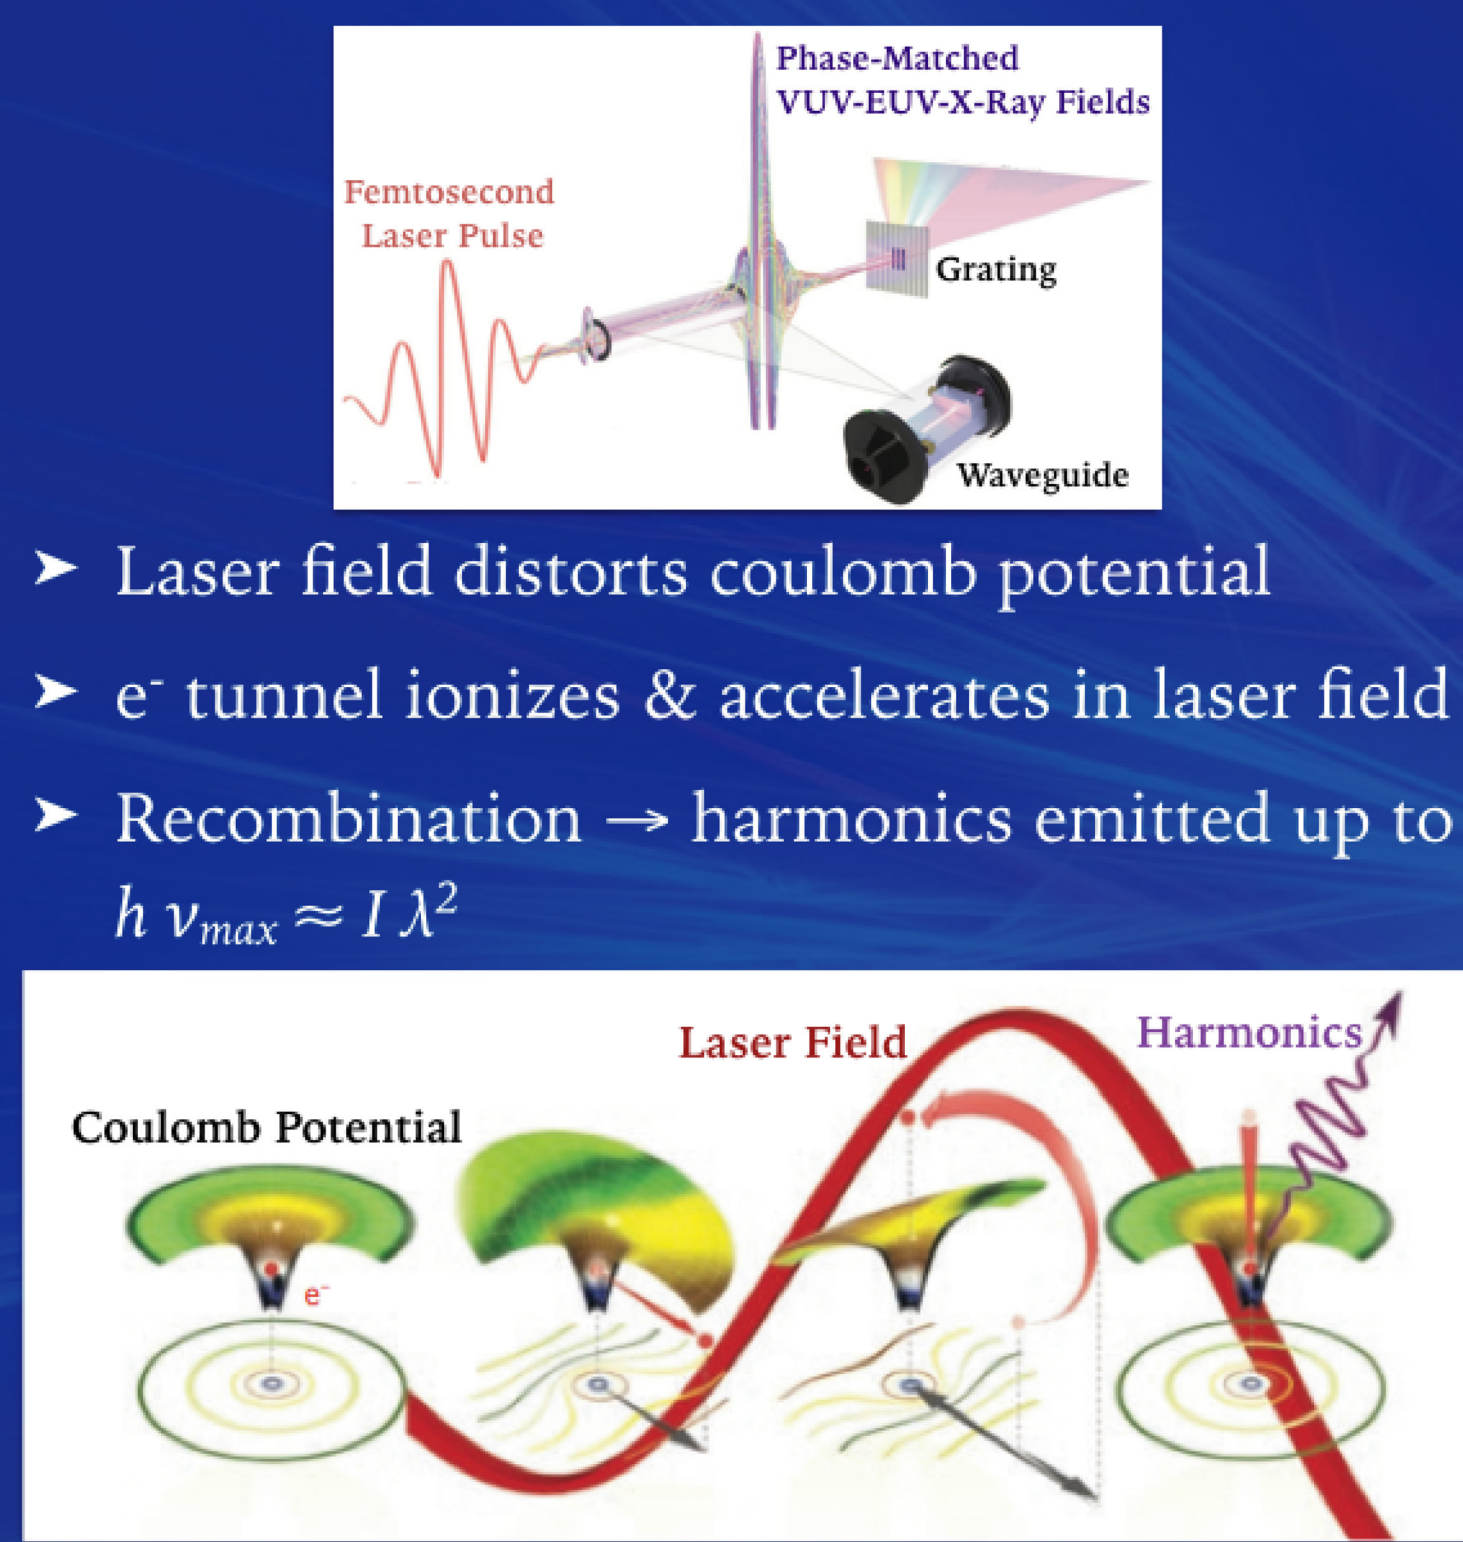 Phase-Matched
VUV-EUV-X-Ray Fields
Femtosecond
Laser Pulse
Grating
Waveguide
➤ Laser field distorts coulomb potential
➤ e⁻ tunnel ionizes & accelerates in laser field
➤ Recombination → harmonics emitted up to
h ν_max ≈ I λ²
Laser Field
Harmonics
Coulomb Potential
e⁻